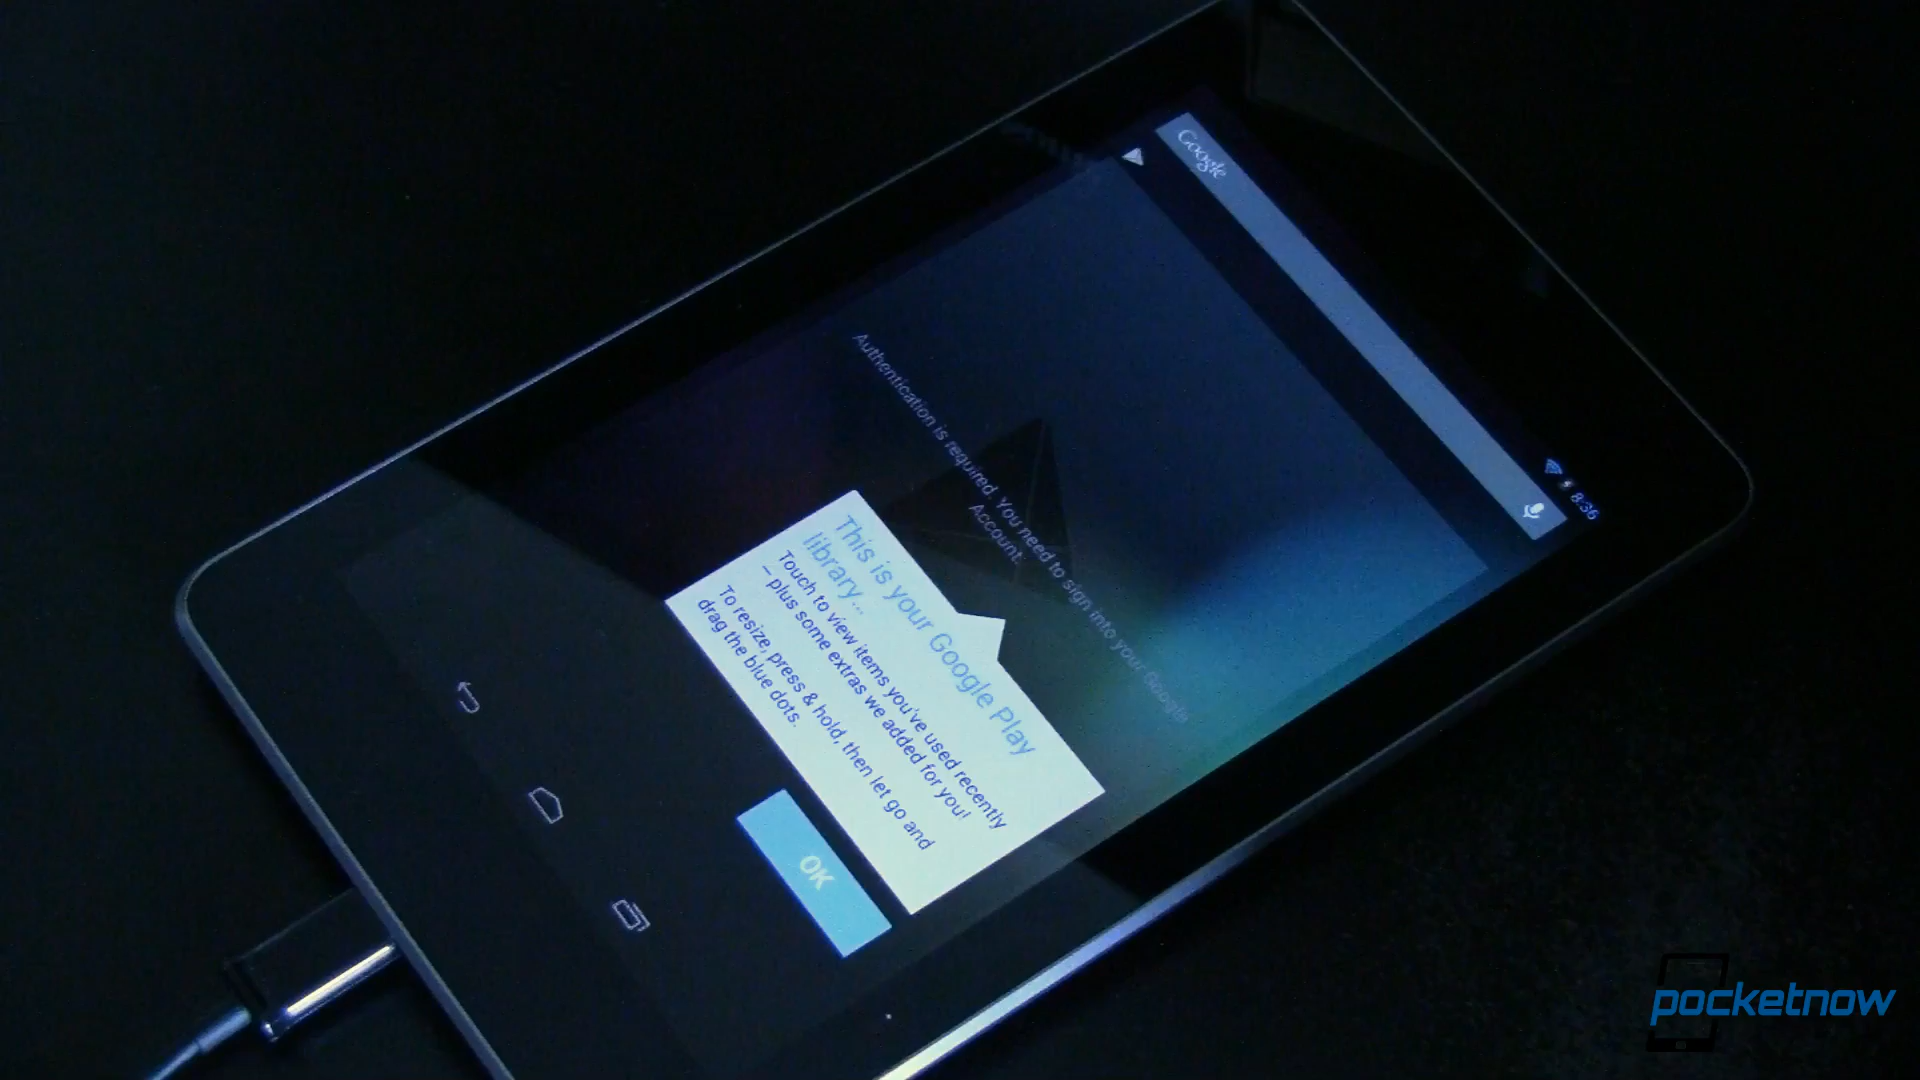 8:36
Google
Authentication is required. You need to sign into your Google
Account.
This is your Google Play
library...
Touch to view items you've used recently
– plus some extras we added for you!
To resize, press & hold, then let go and
drag the blue dots.
OK
pocketnow